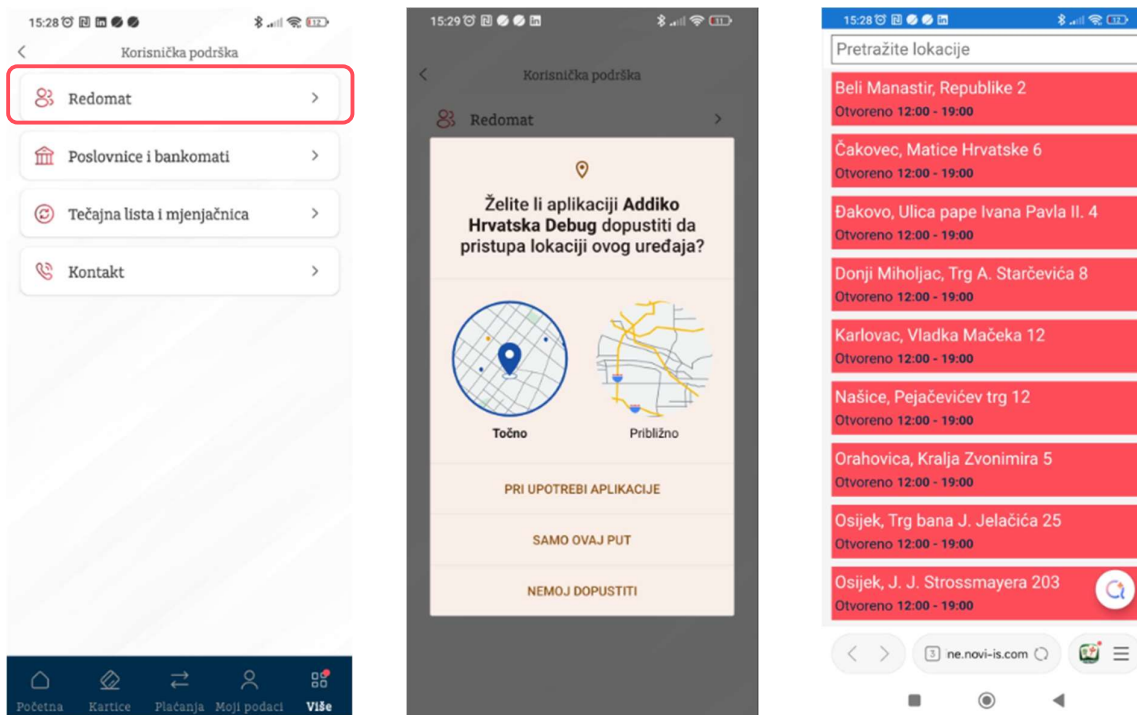 15:28
12
Korisnička podrška
Redomat
Poslovnice i bankomati
Tečajna lista i mjenjačnica
Kontakt
Početna
Kartice
Plaćanja
Moji podaci
Više
15:29
11
Korisnička podrška
Redomat
Želite li aplikaciji Addiko
Hrvatska Debug dopustiti da
pristupa lokaciji ovog uređaja?
Točno
Približno
PRI UPOTREBI APLIKACIJE
SAMO OVAJ PUT
NEMOJ DOPUSTITI
15:28
12
Pretražite lokacije
Beli Manastir, Republike 2
Otvoreno 12:00 - 19:00
Čakovec, Matice Hrvatske 6
Otvoreno 12:00 - 19:00
Đakovo, Ulica pape Ivana Pavla II. 4
Otvoreno 12:00 - 19:00
Donji Miholjac, Trg A. Starčevića 8
Otvoreno 12:00 - 19:00
Karlovac, Vladka Mačeka 12
Otvoreno 12:00 - 19:00
Našice, Pejačevićev trg 12
Otvoreno 12:00 - 19:00
Orahovica, Kralja Zvonimira 5
Otvoreno 12:00 - 19:00
Osijek, Trg bana J. Jelačića 25
Otvoreno 12:00 - 19:00
Osijek, J. J. Strossmayera 203
Otvoreno 12:00 - 19:00
3 ne.novi-is.com